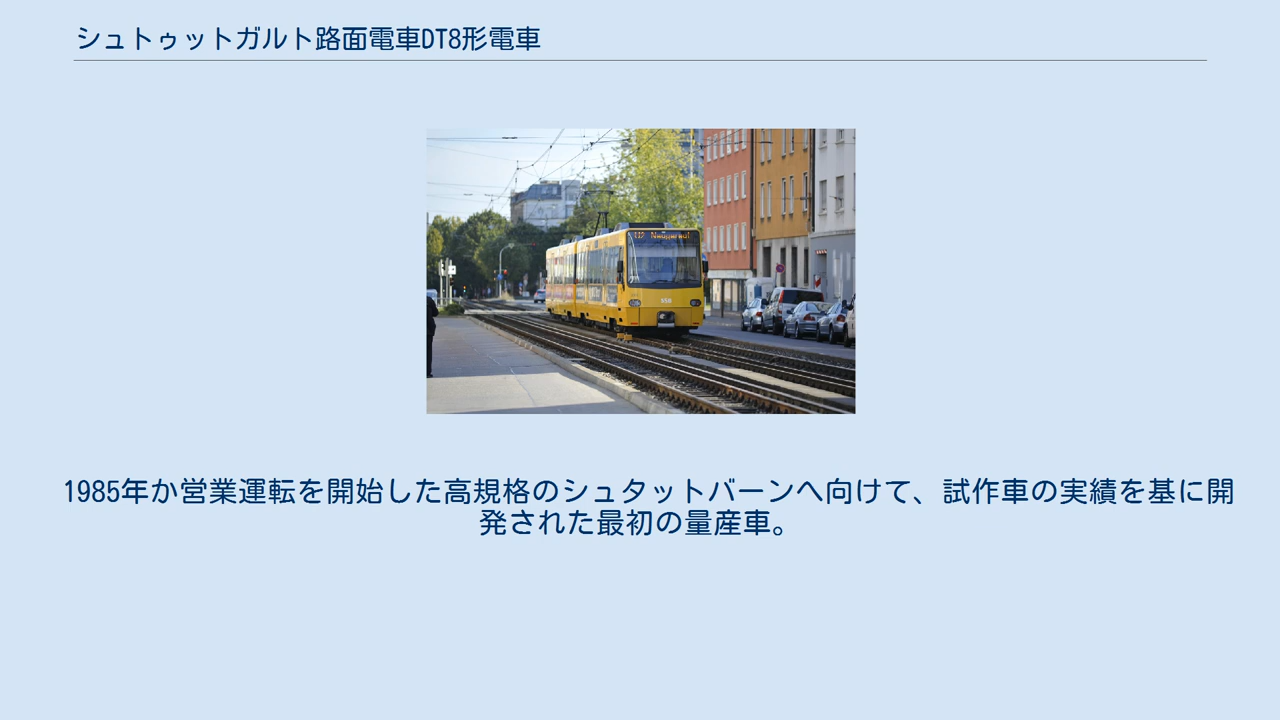 シュトゥットガルト路面電車DT8形電車
U2 Neugereut
SSB
1985年か営業運転を開始した高規格のシュタットバーンへ向けて、試作車の実績を基に開
発された最初の量産車。